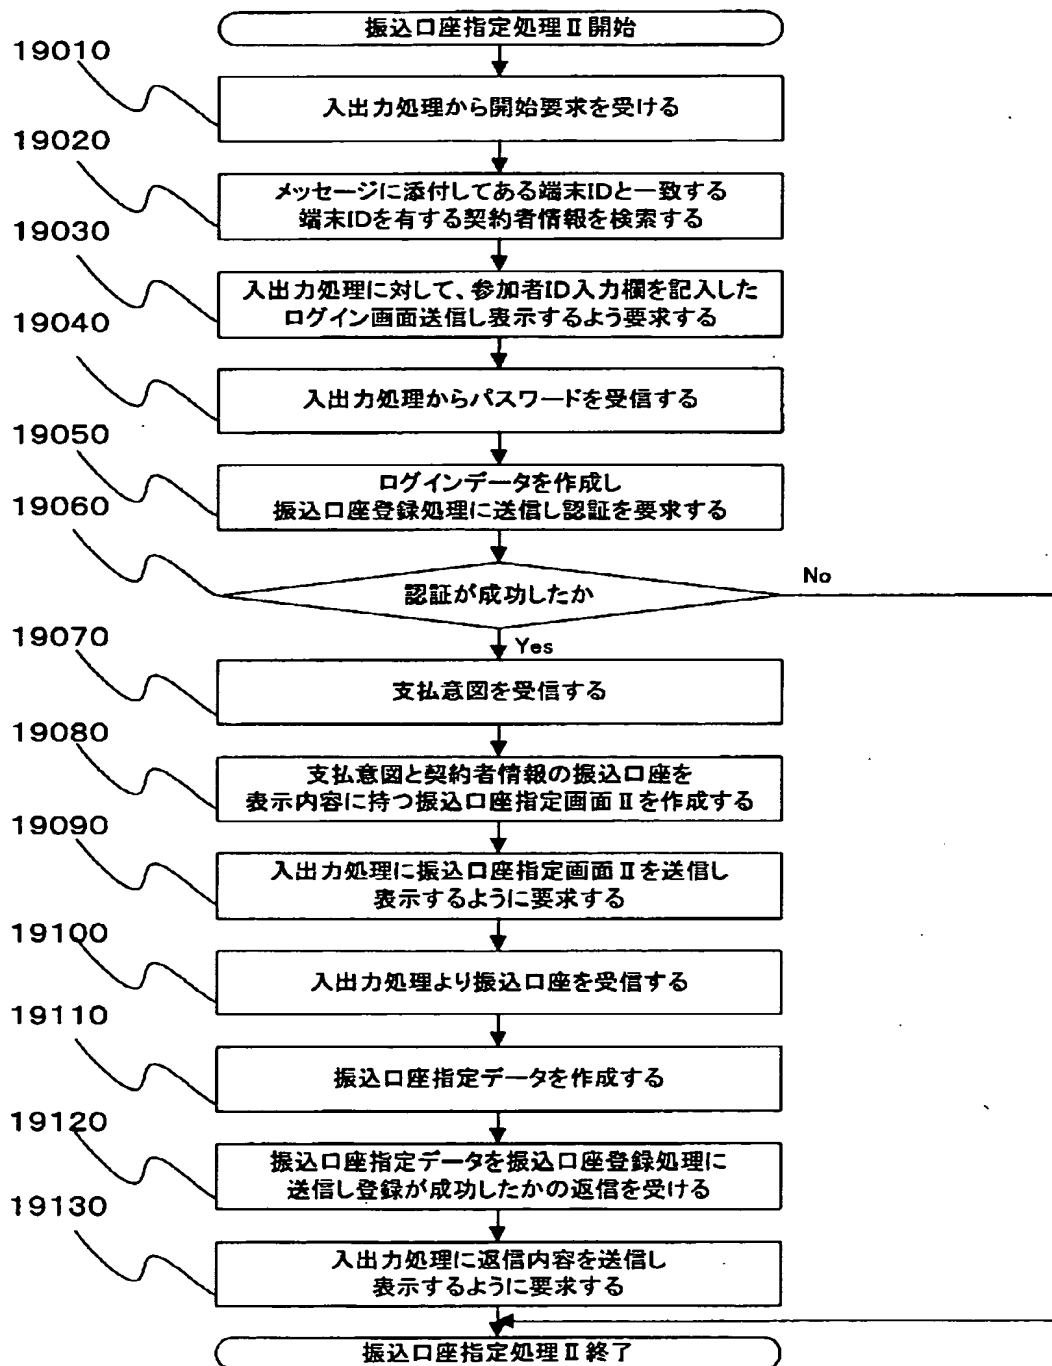 振込口座指定処理Ⅱ開始
19010
入出力処理から開始要求を受ける
19020
メッセージに添付してある端末IDと一致する
端末IDを有する契約者情報を検索する
19030
入出力処理に対して、参加者ID入力欄を記入した
ログイン画面送信し表示するよう要求する
19040
入出力処理からパスワードを受信する
19050
ログインデータを作成し
振込口座登録処理に送信し認証を要求する
19060
認証が成功したか
No
Yes
19070
支払意図を受信する
19080
支払意図と契約者情報の振込口座を
表示内容に持つ振込口座指定画面Ⅱを作成する
19090
入出力処理に振込口座指定画面Ⅱを送信し
表示するように要求する
19100
入出力処理より振込口座を受信する
19110
振込口座指定データを作成する
19120
振込口座指定データを振込口座登録処理に
送信し登録が成功したかの返信を受ける
19130
入出力処理に返信内容を送信し
表示するように要求する
振込口座指定処理Ⅱ終了